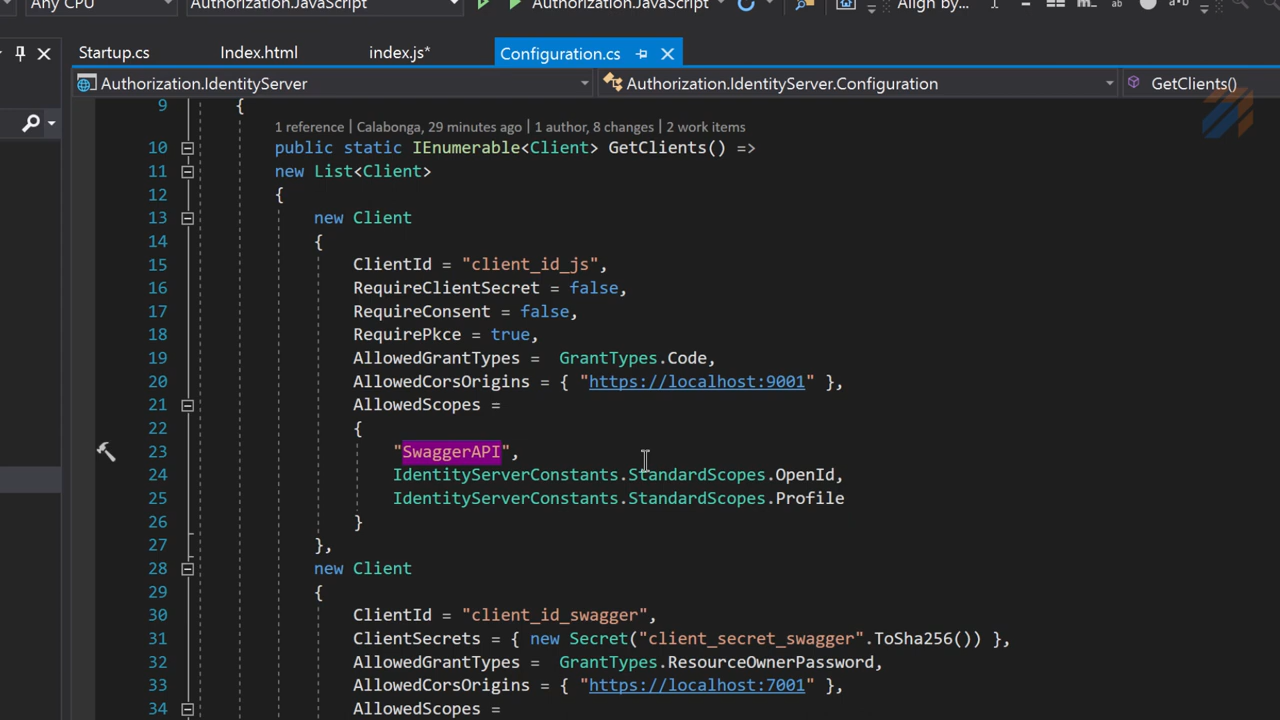 Any CPU Authorization.JavaScript Authorization.JavaScript Align by...
Startup.cs Index.html index.js* Configuration.cs
Authorization.IdentityServer Authorization.IdentityServer.Configuration GetClients()
9 {
1 reference | Calabonga, 29 minutes ago | 1 author, 8 changes | 2 work items
10 public static IEnumerable<Client> GetClients() =>
11 new List<Client>
12 {
13 new Client
14 {
15 ClientId = "client_id_js",
16 RequireClientSecret = false,
17 RequireConsent = false,
18 RequirePkce = true,
19 AllowedGrantTypes =  GrantTypes.Code,
20 AllowedCorsOrigins = { "https://localhost:9001" },
21 AllowedScopes =
22 {
23 "SwaggerAPI",
24 IdentityServerConstants.StandardScopes.OpenId,
25 IdentityServerConstants.StandardScopes.Profile
26 }
27 },
28 new Client
29 {
30 ClientId = "client_id_swagger",
31 ClientSecrets = { new Secret("client_secret_swagger".ToSha256()) },
32 AllowedGrantTypes =  GrantTypes.ResourceOwnerPassword,
33 AllowedCorsOrigins = { "https://localhost:7001" },
34 AllowedScopes =